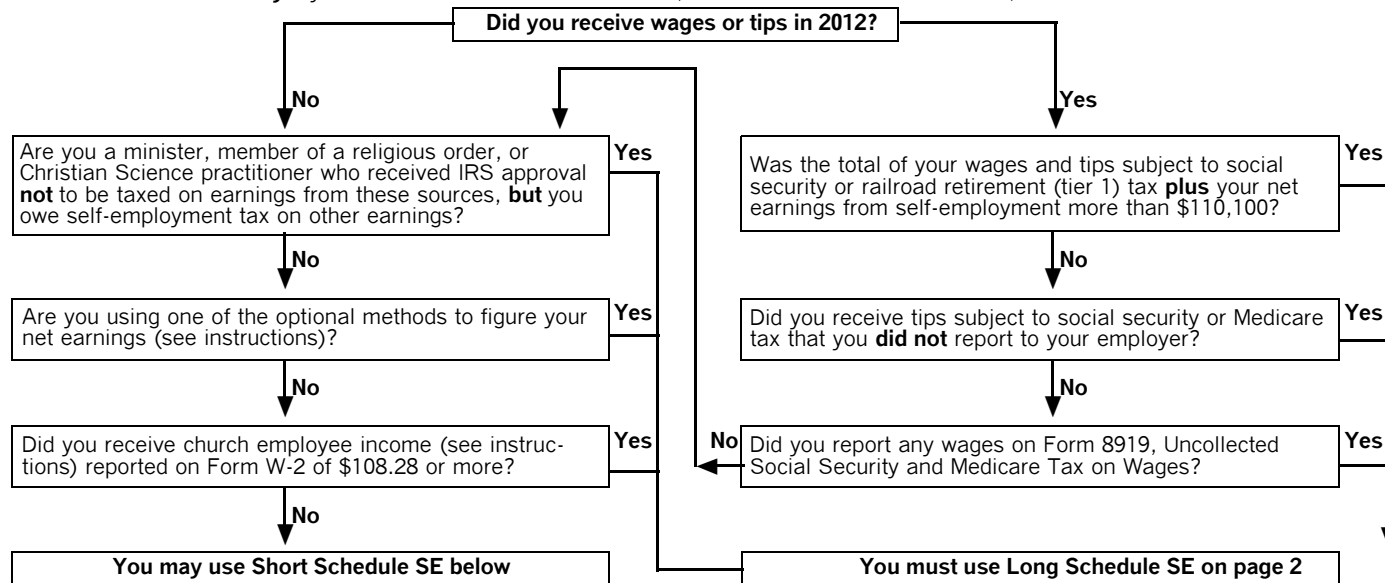 Did you receive wages or tips in 2012?
No
Yes
Are you a minister, member of a religious order, or
Christian Science practitioner who received IRS approval
not to be taxed on earnings from these sources, but you
owe self-employment tax on other earnings?
Yes
Was the total of your wages and tips subject to social
security or railroad retirement (tier 1) tax plus your net
earnings from self-employment more than $110,100?
Yes
No
No
Are you using one of the optional methods to figure your
net earnings (see instructions)?
Yes
Did you receive tips subject to social security or Medicare
tax that you did not report to your employer?
Yes
No
No
Did you receive church employee income (see instruc-
tions) reported on Form W-2 of $108.28 or more?
Yes
No
Did you report any wages on Form 8919, Uncollected
Social Security and Medicare Tax on Wages?
Yes
No
You may use Short Schedule SE below
You must use Long Schedule SE on page 2